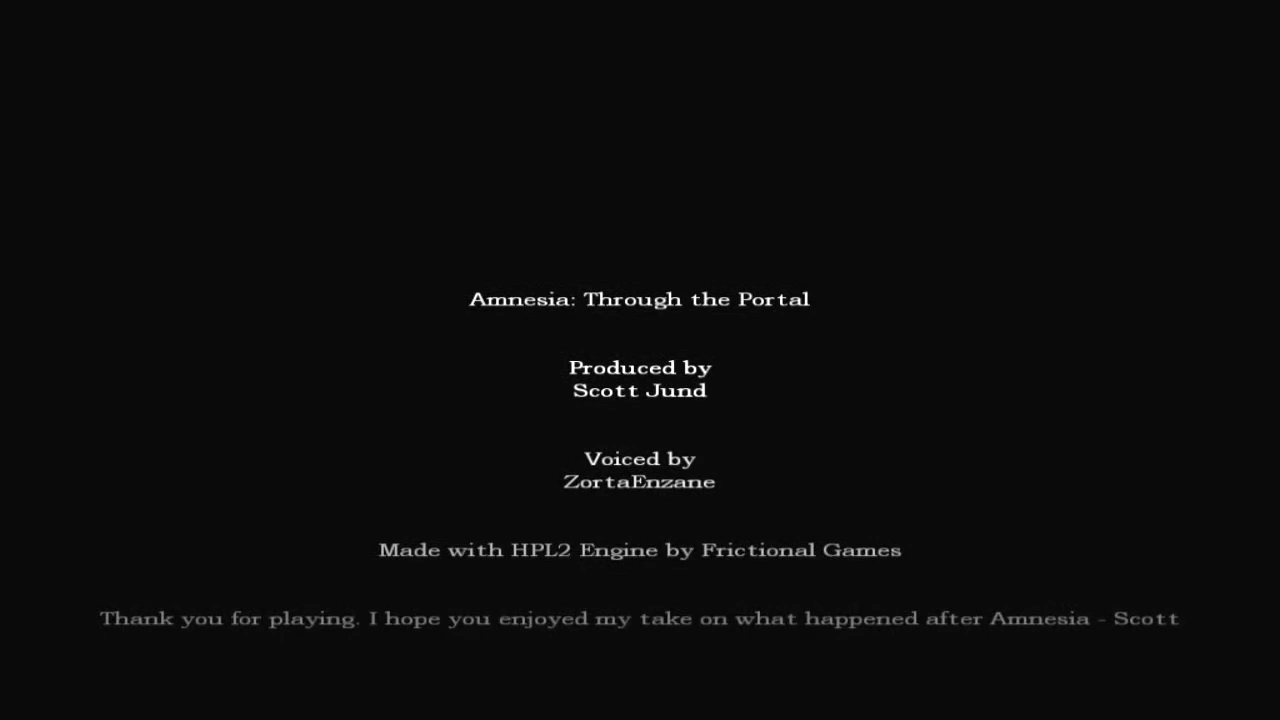 Amnesia: Through the Portal
Produced by
Scott Jund
Voiced by
ZortaEnzane
Made with HPL2 Engine by Frictional Games
Thank you for playing. I hope you enjoyed my take on what happened after Amnesia - Scott